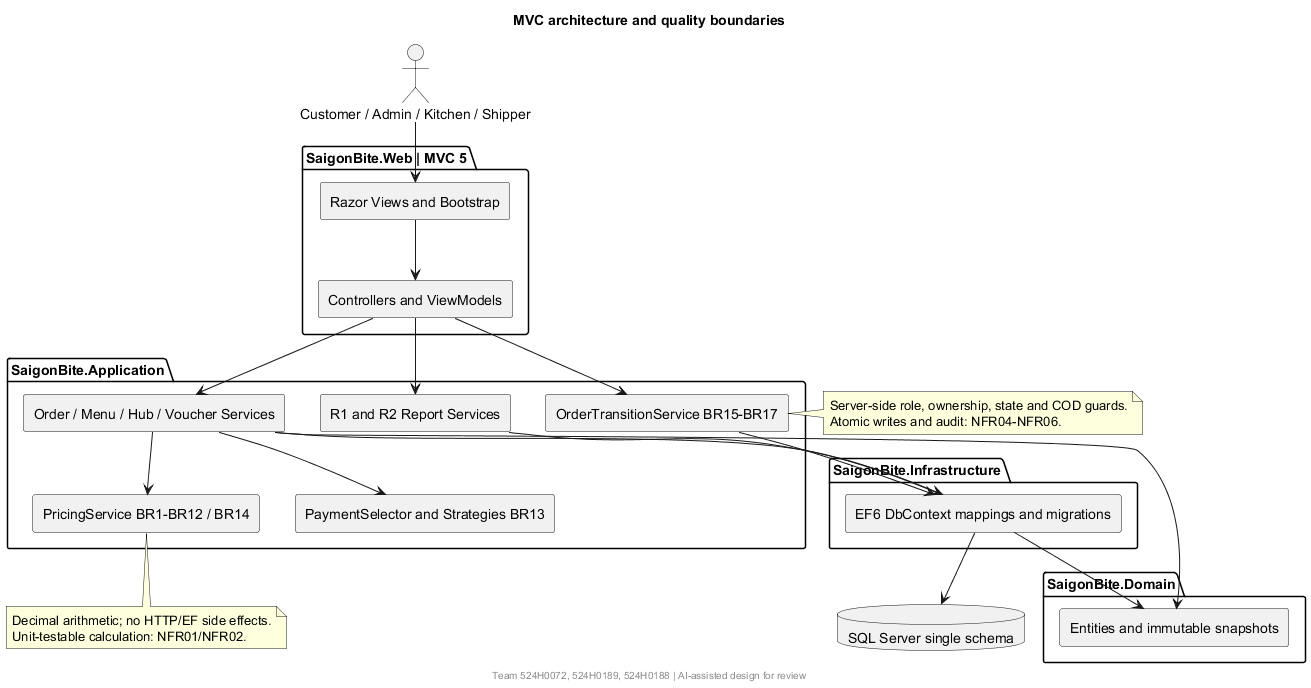 MVC architecture and quality boundaries
Customer / Admin / Kitchen / Shipper
SaigonBite.Web | MVC 5
Razor Views and Bootstrap
Controllers and ViewModels
SaigonBite.Application
Order / Menu / Hub / Voucher Services
R1 and R2 Report Services
OrderTransitionService BR15-BR17
Server-side role, ownership, state and COD guards.
Atomic writes and audit: NFR04-NFR06.
SaigonBite.Infrastructure
PricingService BR1-BR12 / BR14
PaymentSelector and Strategies BR13
EF6 DbContext mappings and migrations
SaigonBite.Domain
Decimal arithmetic; no HTTP/EF side effects.
Unit-testable calculation: NFR01/NFR02.
SQL Server single schema
Entities and immutable snapshots
Team 524H0072, 524H0189, 524H0188 | AI-assisted design for review